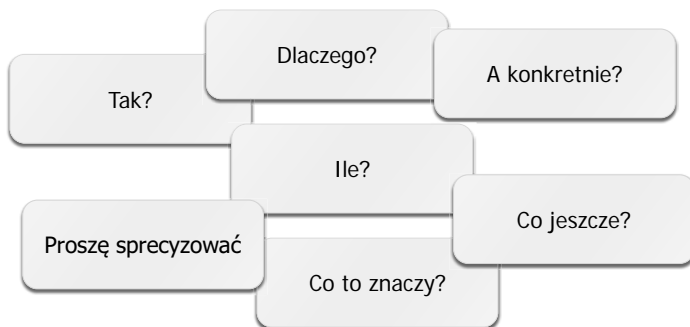 Dlaczego?
A konkretnie?
Tak?
Ile?
Co jeszcze?
Proszę sprecyzować
Co to znaczy?